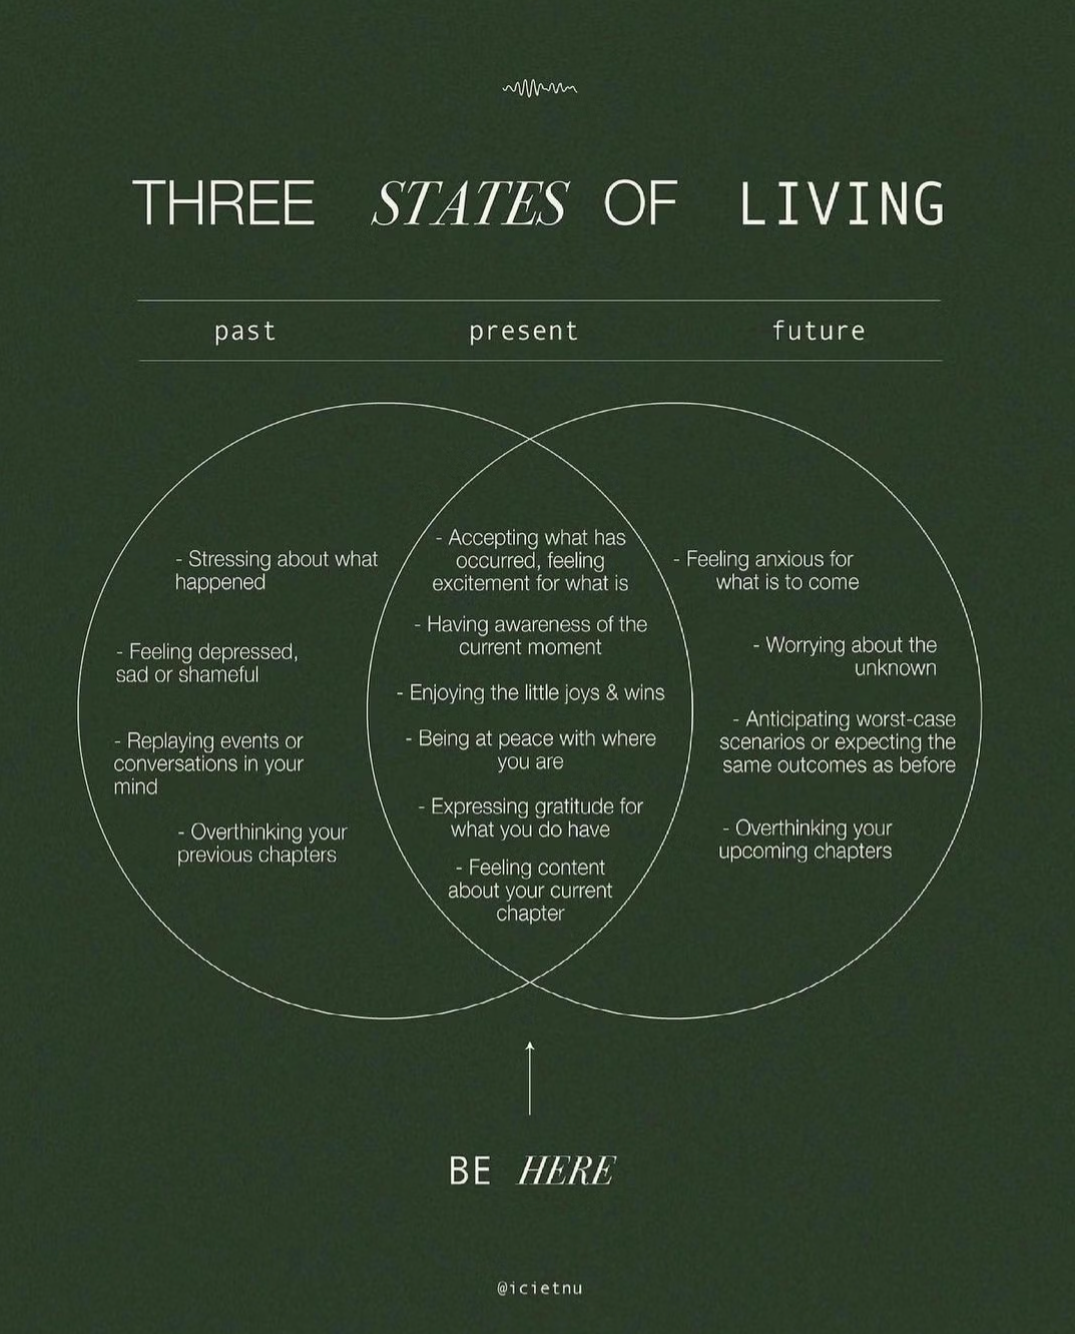 THREE STATES OF LIVING
past present future
- Stressing about what
happened
- Feeling depressed,
sad or shameful
- Replaying events or
conversations in your
mind
- Overthinking your
previous chapters
- Accepting what has
occurred, feeling
excitement for what is
- Having awareness of the
current moment
- Enjoying the little joys & wins
- Being at peace with where
you are
- Expressing gratitude for
what you do have
- Feeling content
about your current
chapter
- Feeling anxious for
what is to come
- Worrying about the
unknown
- Anticipating worst-case
scenarios or expecting the
same outcomes as before
- Overthinking your
upcoming chapters
BE HERE
@icietnu